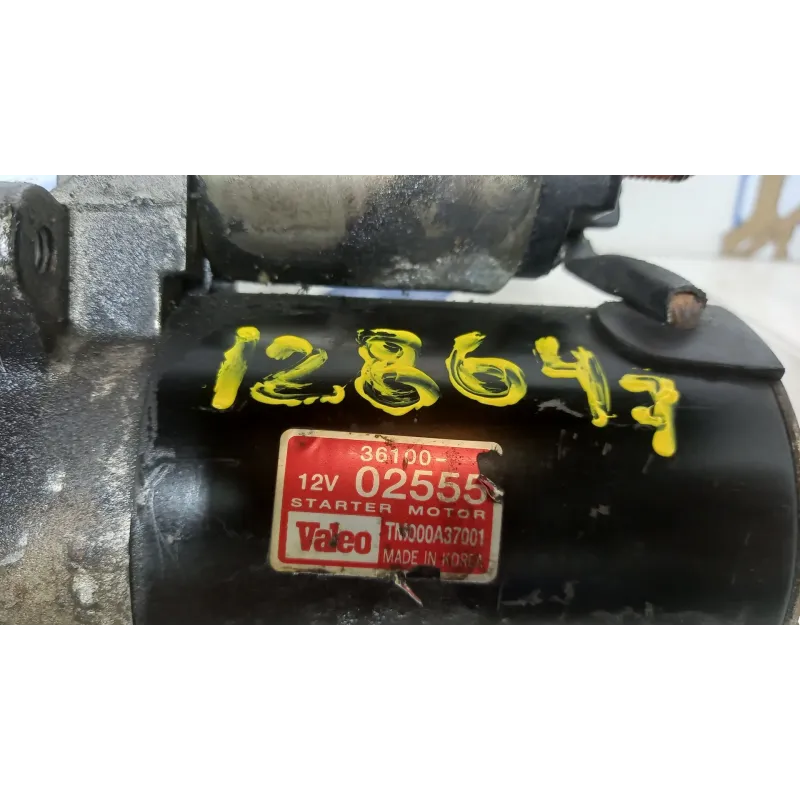 128647
36100-
12V 02555
STARTER MOTOR
Valeo TM000A37001
MADE IN KOREA